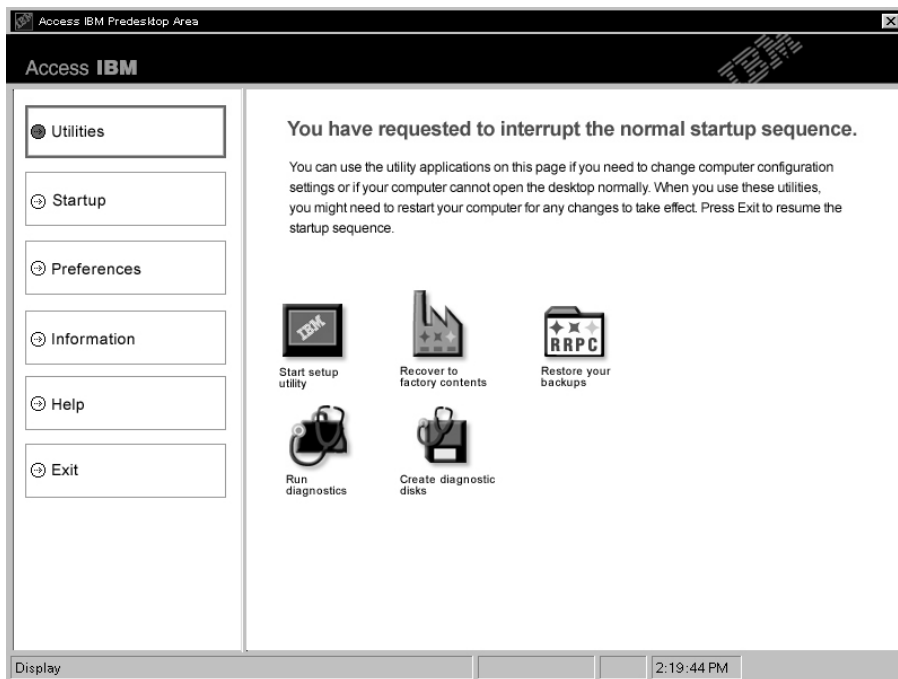 Access IBM Predesktop Area
Access IBM
IBM
Utilities
Startup
Preferences
Information
Help
Exit
You have requested to interrupt the normal startup sequence.
You can use the utility applications on this page if you need to change computer configuration
settings or if your computer cannot open the desktop normally. When you use these utilities,
you might need to restart your computer for any changes to take effect. Press Exit to resume the
startup sequence.
IBM
Start setup
utility
Recover to
factory contents
RRPC
Restore your
backups
Run
diagnostics
Create diagnostic
disks
Display
2:19:44 PM